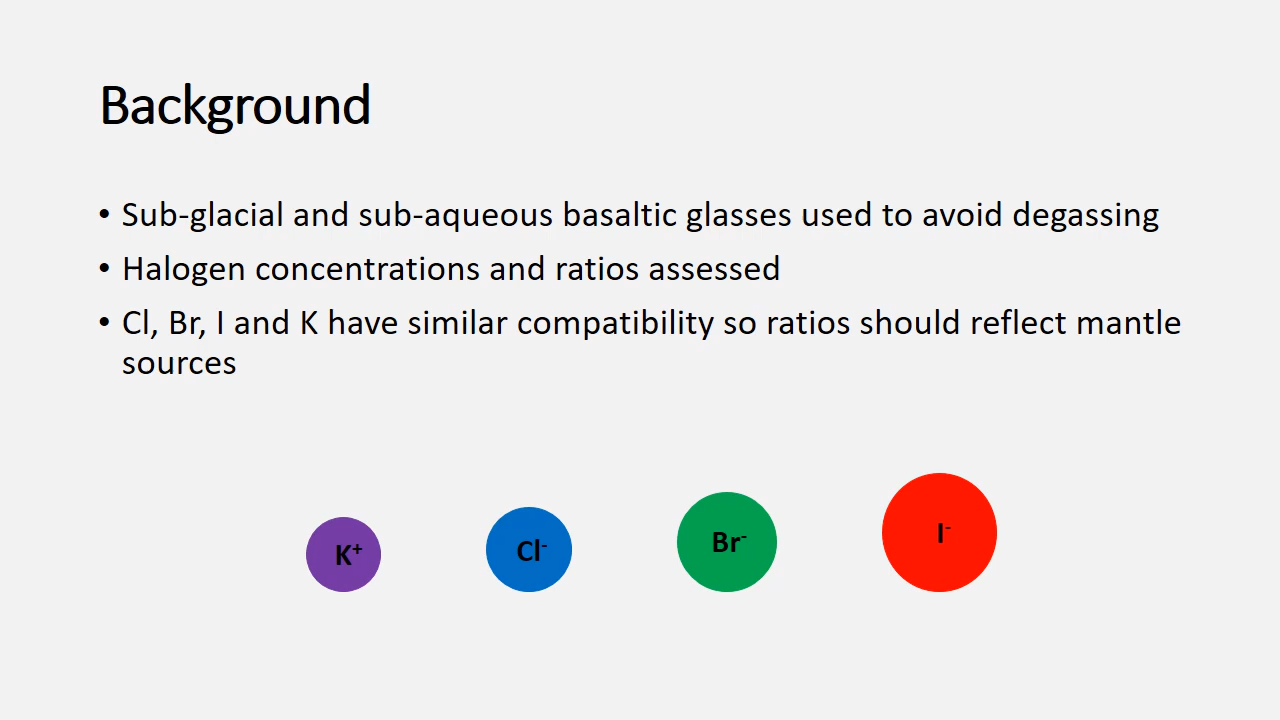 Background
• Sub-glacial and sub-aqueous basaltic glasses used to avoid degassing
• Halogen concentrations and ratios assessed
• Cl, Br, I and K have similar compatibility so ratios should reflect mantle
sources
K⁺
Cl⁻
Br⁻
I⁻